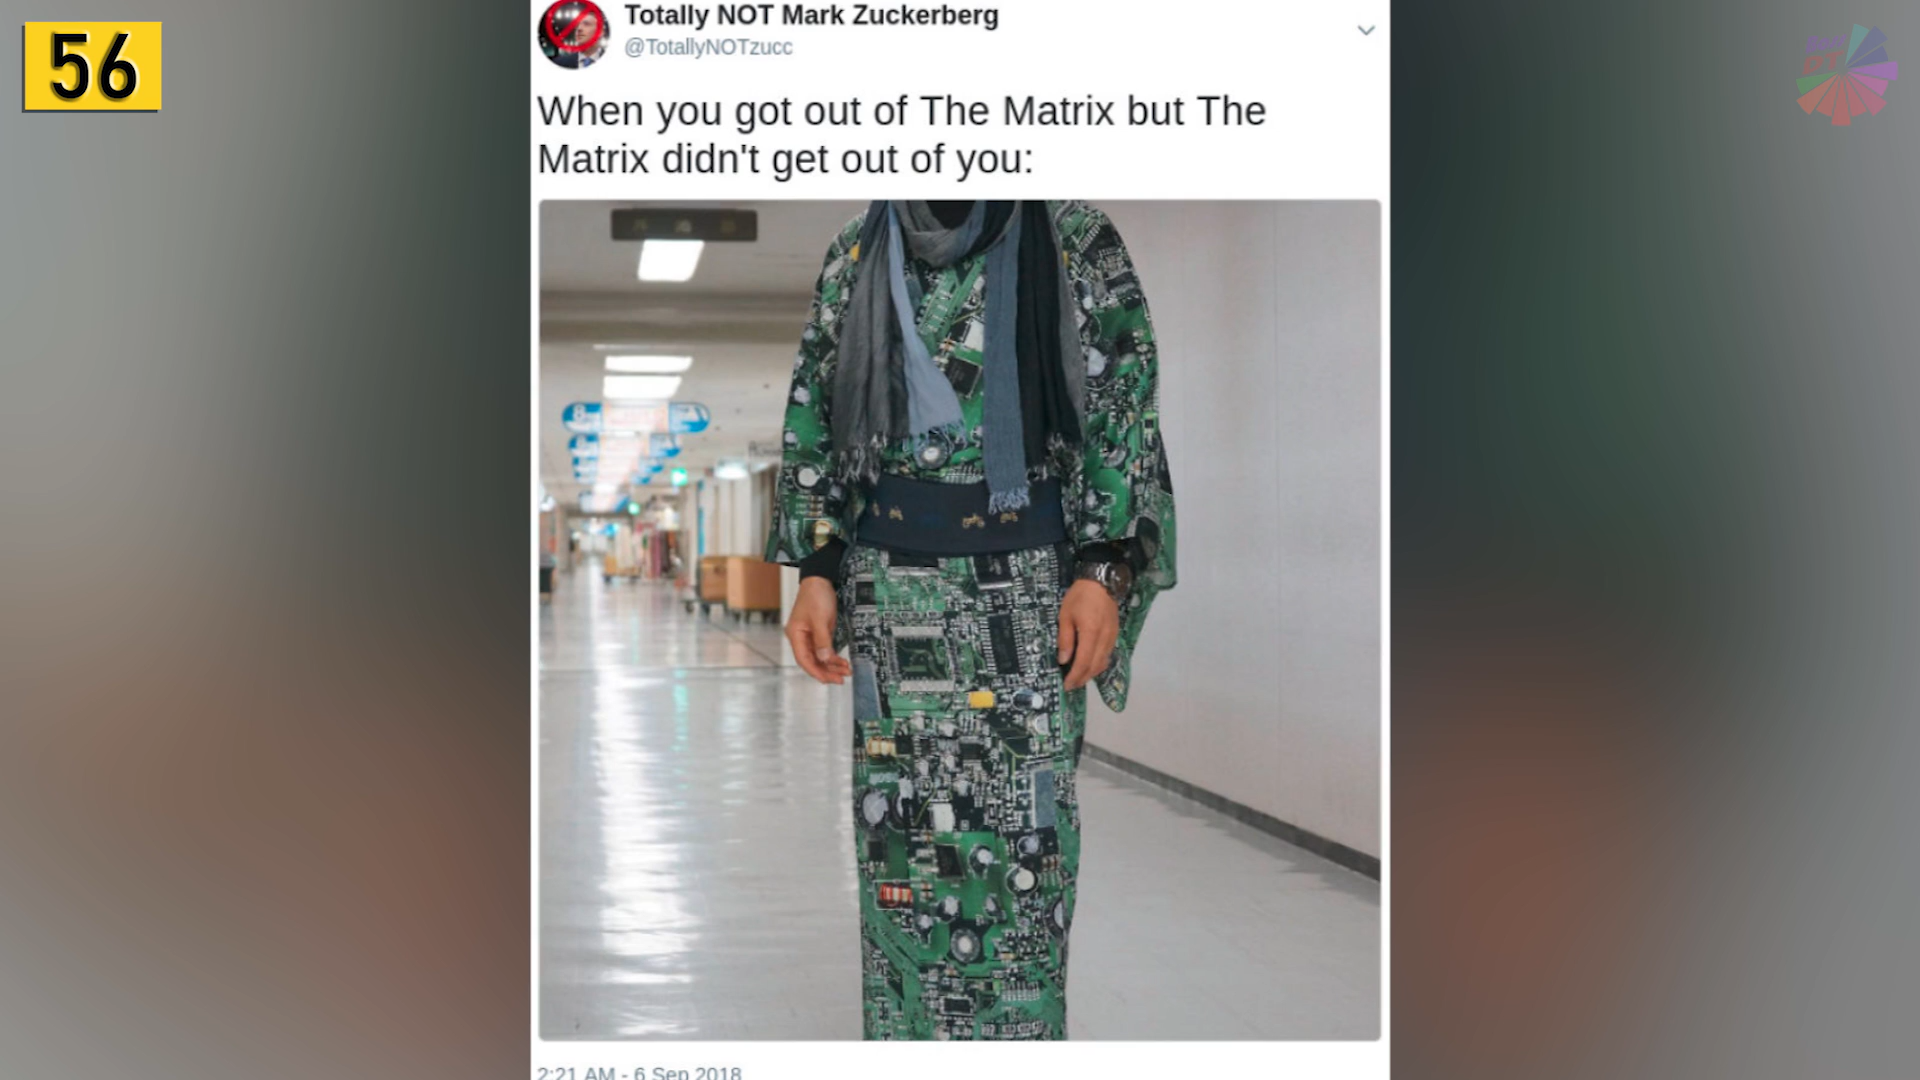 56
Totally NOT Mark Zuckerberg
@TotallyNOTzucc
When you got out of The Matrix but The
Matrix didn't get out of you:
2:21 AM - 6 Sep 2018